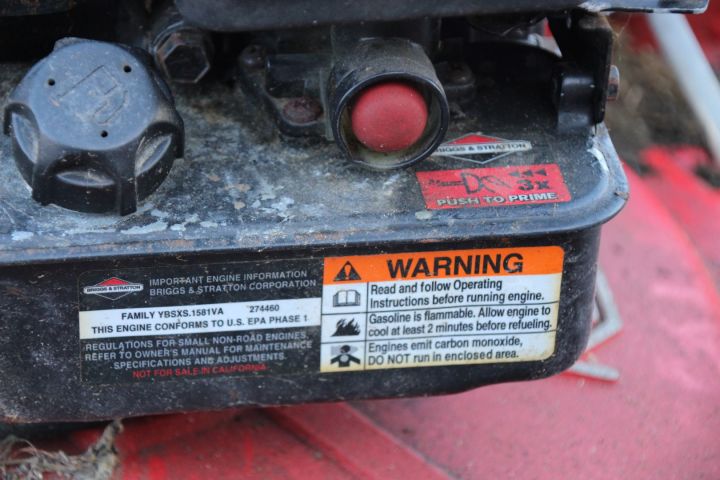 BRIGGS & STRATTON
PUSH TO PRIME 3x
BRIGGS & STRATTON
IMPORTANT ENGINE INFORMATION
BRIGGS & STRATTON CORPORATION
FAMILY YBSXS.1581VA 274460
THIS ENGINE CONFORMS TO U.S. EPA PHASE 1
REGULATIONS FOR SMALL NON-ROAD ENGINES.
REFER TO OWNER'S MANUAL FOR MAINTENANCE
SPECIFICATIONS AND ADJUSTMENTS.
NOT FOR SALE IN CALIFORNIA.
WARNING
Read and follow Operating
Instructions before running engine.
Gasoline is flammable. Allow engine to
cool at least 2 minutes before refueling.
Engines emit carbon monoxide,
DO NOT run in enclosed area.